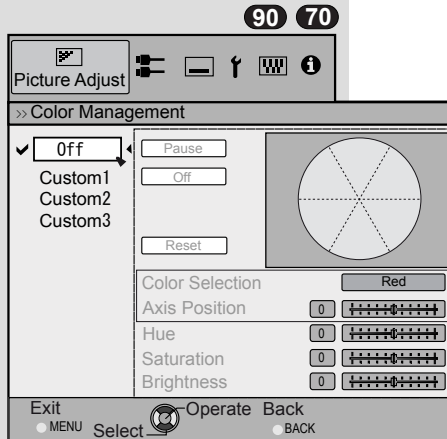 90 70
Picture Adjust
>> Color Management
Off
Custom1
Custom2
Custom3
Pause
Off
Reset
Color Selection Red
Axis Position 0
Hue 0
Saturation 0
Brightness 0
Exit Operate Back
MENU Select BACK